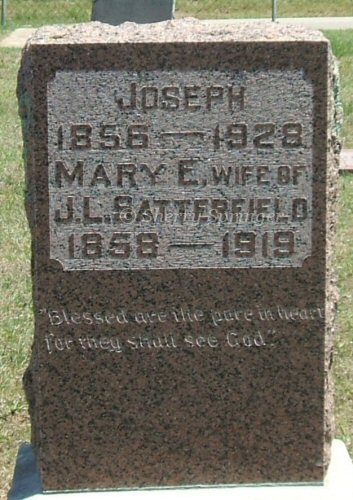 JOSEPH
1856 — 1928
MARY E, WIFE OF
J.L. SATTERFIELD
1858 — 1919
"Blessed are the pure in heart
for they shall see God."